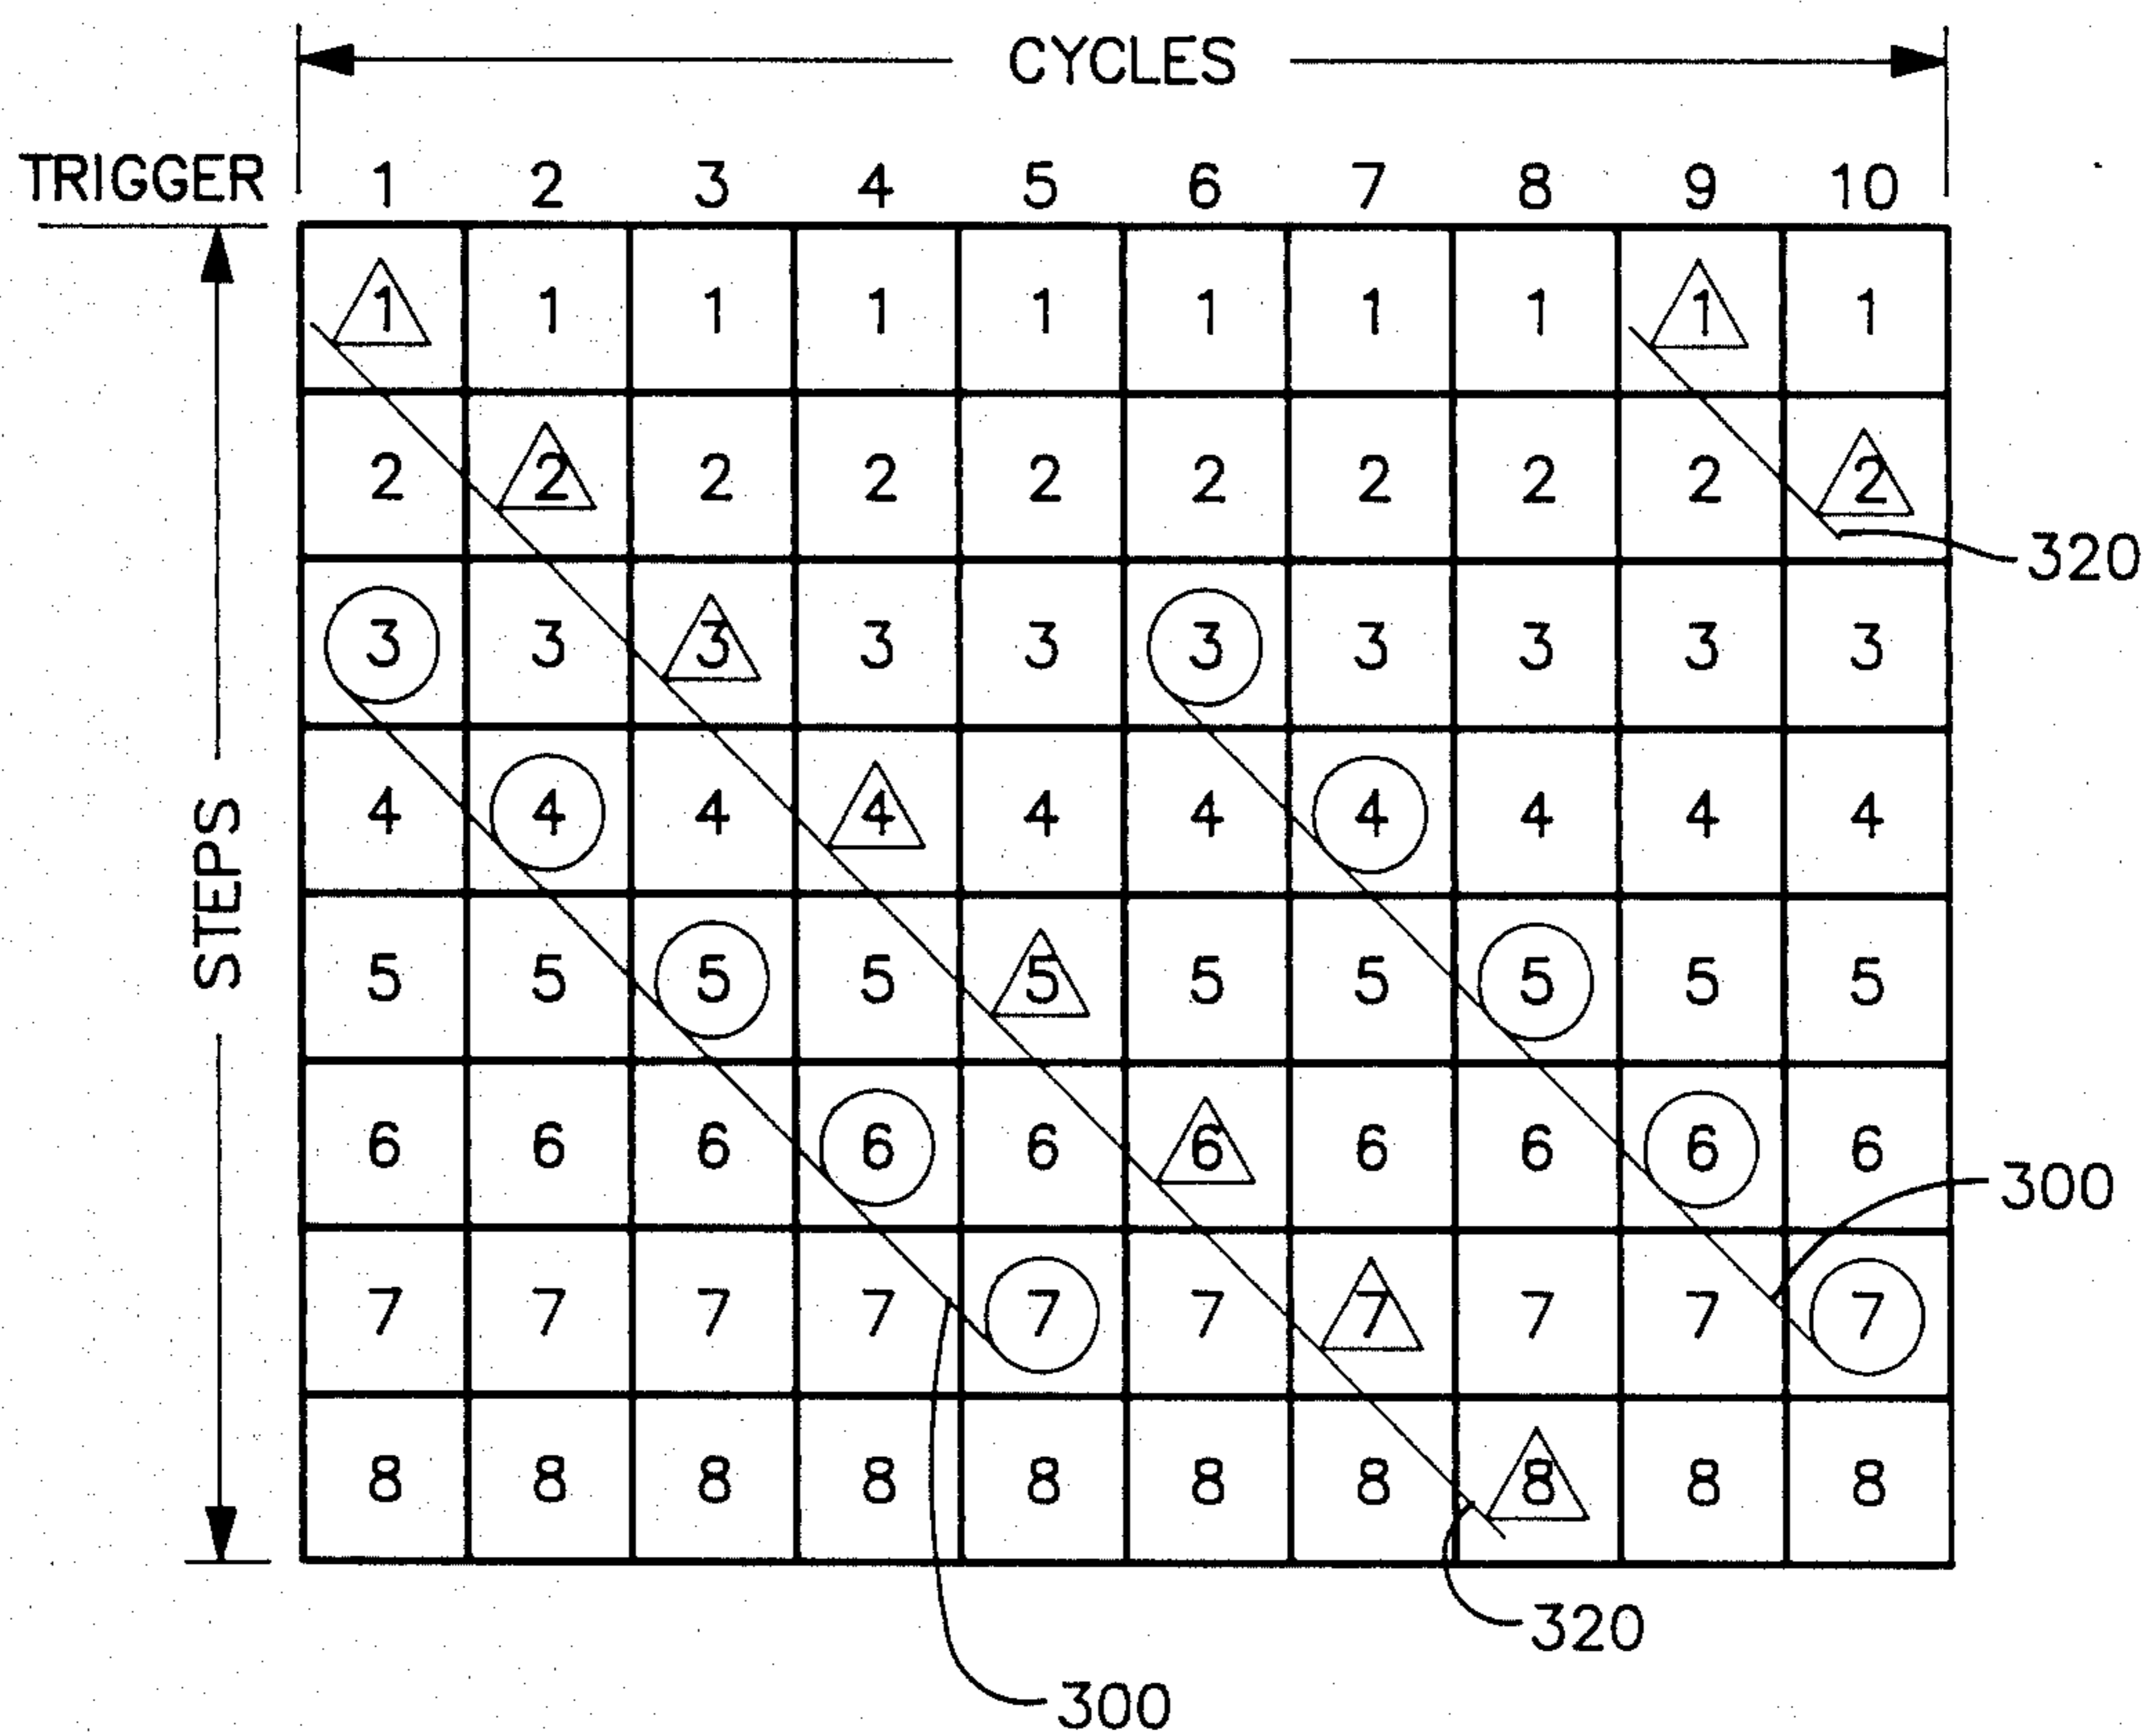 CYCLES
TRIGGER 1 2 3 4 5 6 7 8 9 10
1 1 1 1 1 1 1 1 1 1
2 2 2 2 2 2 2 2 2 2
320
3 3 3 3 3 3 3 3 3 3
4 4 4 4 4 4 4 4 4 4
STEPS
5 5 5 5 5 5 5 5 5 5
6 6 6 6 6 6 6 6 6 6
300
7 7 7 7 7 7 7 7 7 7
8 8 8 8 8 8 8 8 8 8
320
300